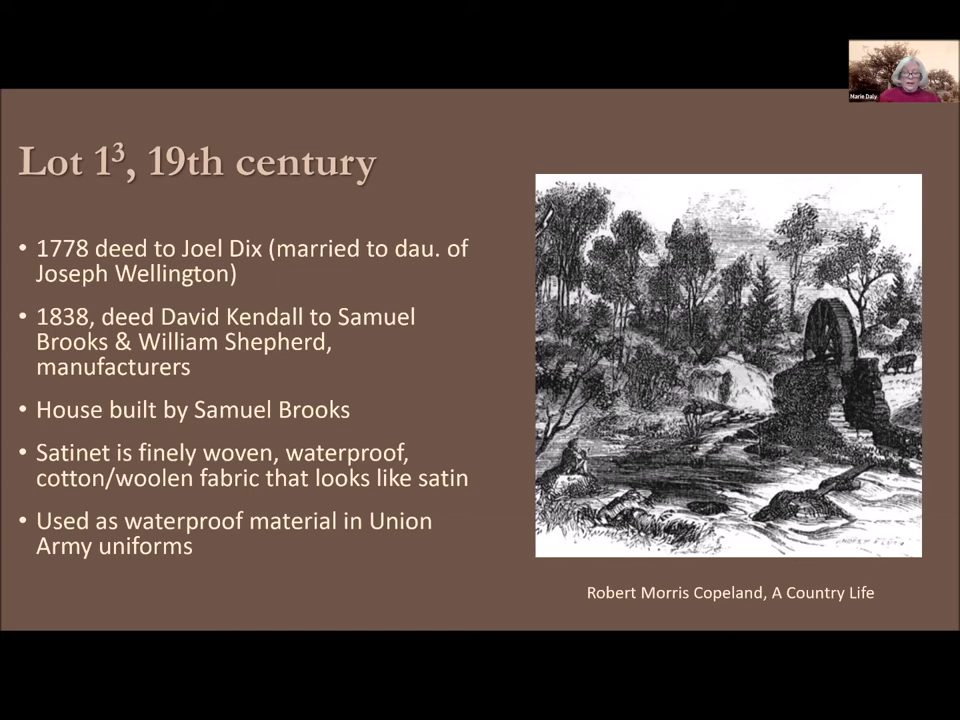 Marie Daly
Lot 1³, 19th century
• 1778 deed to Joel Dix (married to dau. of
Joseph Wellington)
• 1838, deed David Kendall to Samuel
Brooks & William Shepherd,
manufacturers
• House built by Samuel Brooks
• Satinet is finely woven, waterproof,
cotton/woolen fabric that looks like satin
• Used as waterproof material in Union
Army uniforms
Robert Morris Copeland, A Country Life